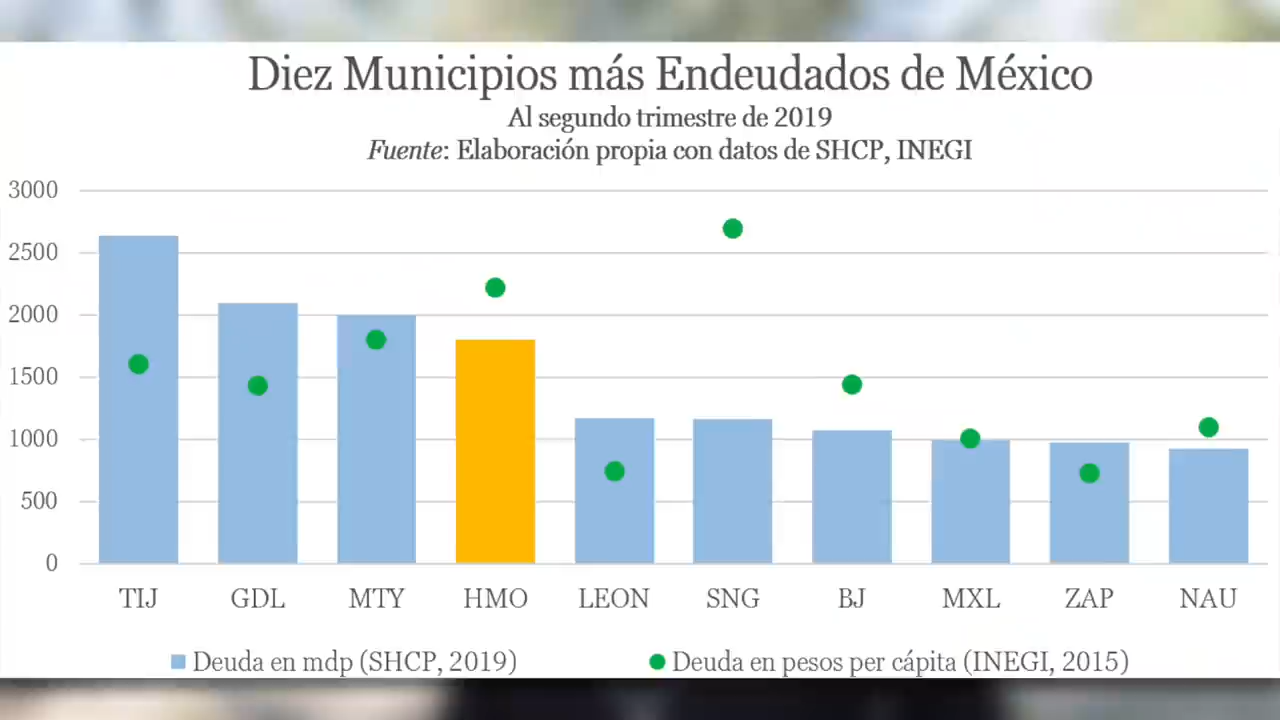 Diez Municipios más Endeudados de México
Al segundo trimestre de 2019
Fuente: Elaboración propia con datos de SHCP, INEGI
3000
2500
2000
1500
1000
500
0
TIJ GDL MTY HMO LEON SNG BJ MXL ZAP NAU
Deuda en mdp (SHCP, 2019) Deuda en pesos per cápita (INEGI, 2015)